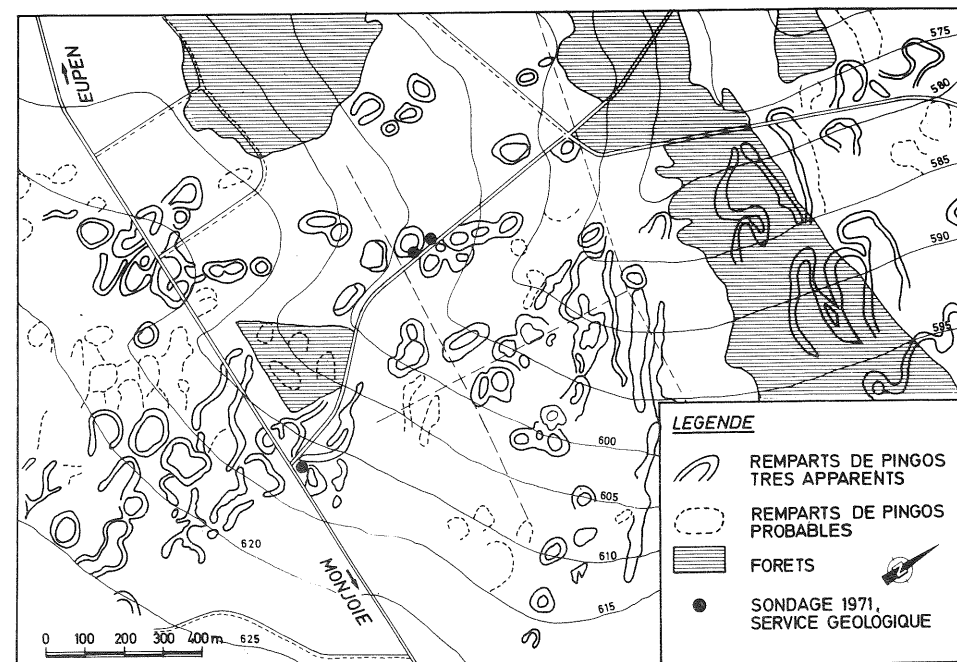 EUPEN
575
580
585
590
595
600
605
610
615
620
625
MONJOIE
0 100 200 300 400 m
LEGENDE
REMPARTS DE PINGOS
TRES APPARENTS
REMPARTS DE PINGOS
PROBABLES
FORETS
N
SONDAGE 1971,
SERVICE GEOLOGIQUE